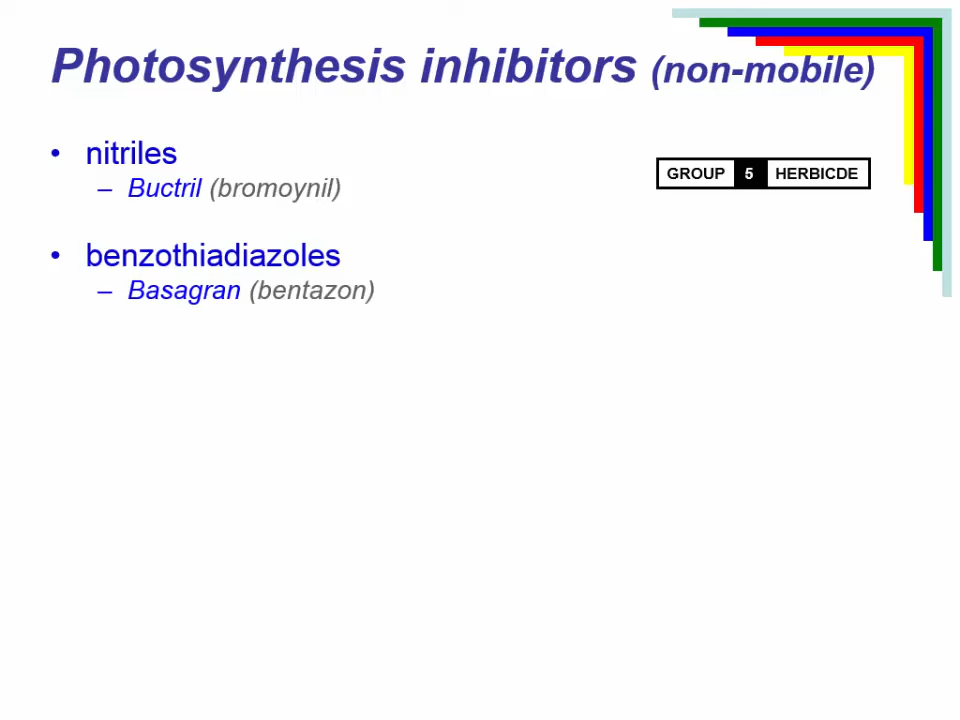 Photosynthesis inhibitors (non-mobile)
• nitriles
– Buctril (bromoynil)
GROUP 5 HERBICDE
• benzothiadiazoles
– Basagran (bentazon)